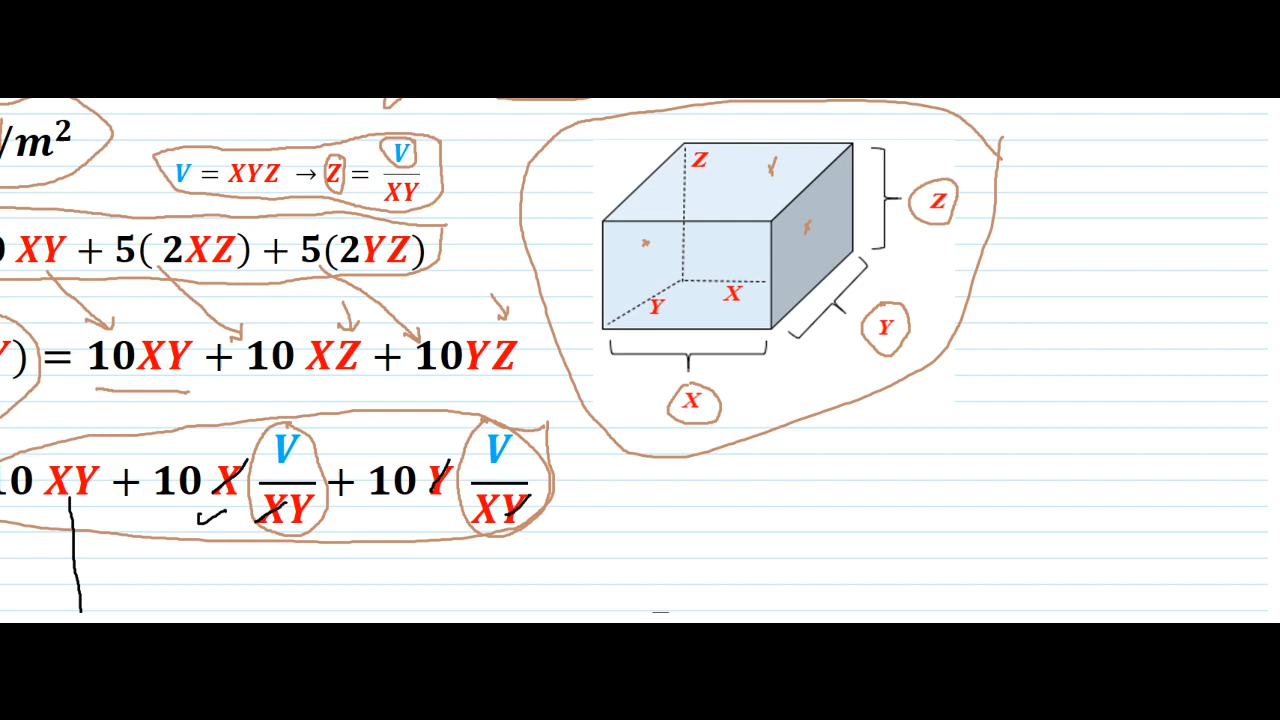 /m²
V = XYZ → Z = V/XY
XY + 5( 2XZ) + 5(2YZ)
) = 10XY + 10 XZ + 10YZ
10 XY + 10 X V/XY + 10 Y V/XY
Z
Y
X
Z
Y
X